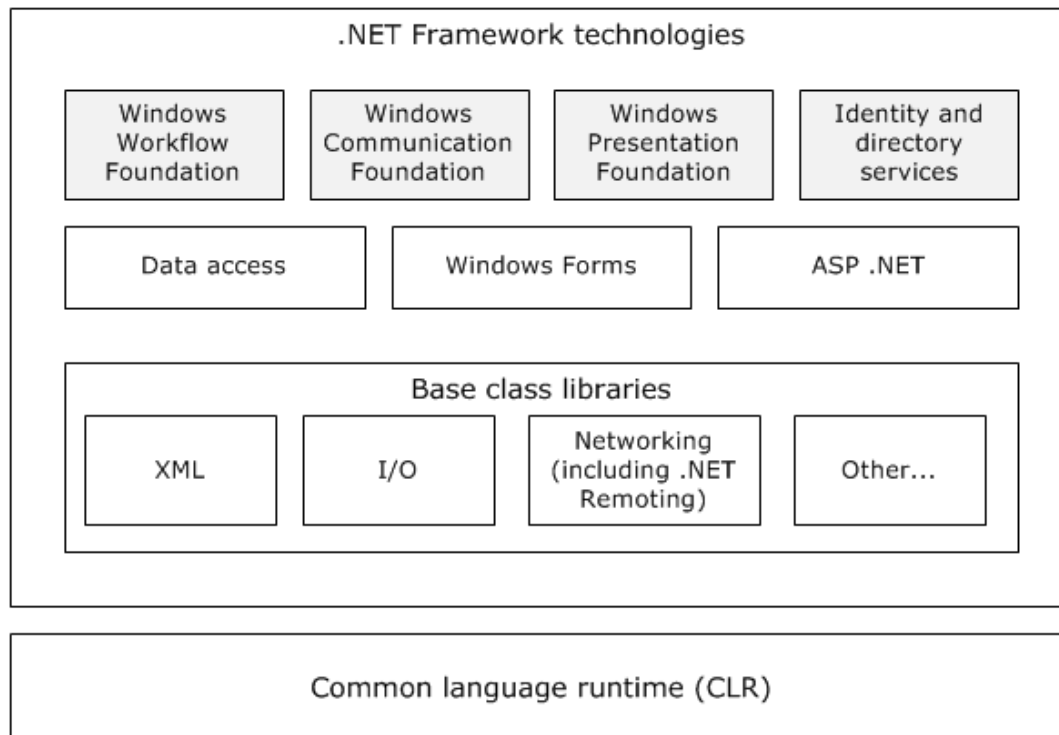 .NET Framework technologies
Windows
Workflow
Foundation
Windows
Communication
Foundation
Windows
Presentation
Foundation
Identity and
directory
services
Data access
Windows Forms
ASP .NET
Base class libraries
XML
I/O
Networking
(including .NET
Remoting)
Other...
Common language runtime (CLR)